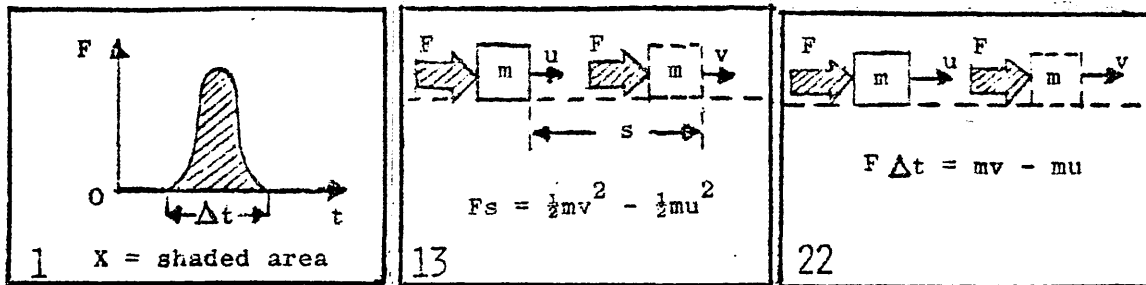 F
O
Δt
t
X = shaded area
1
F
m
u
F
m
v
s
Fs = ½mv² - ½mu²
13
F
m
u
F
m
v
F Δt = mv - mu
22